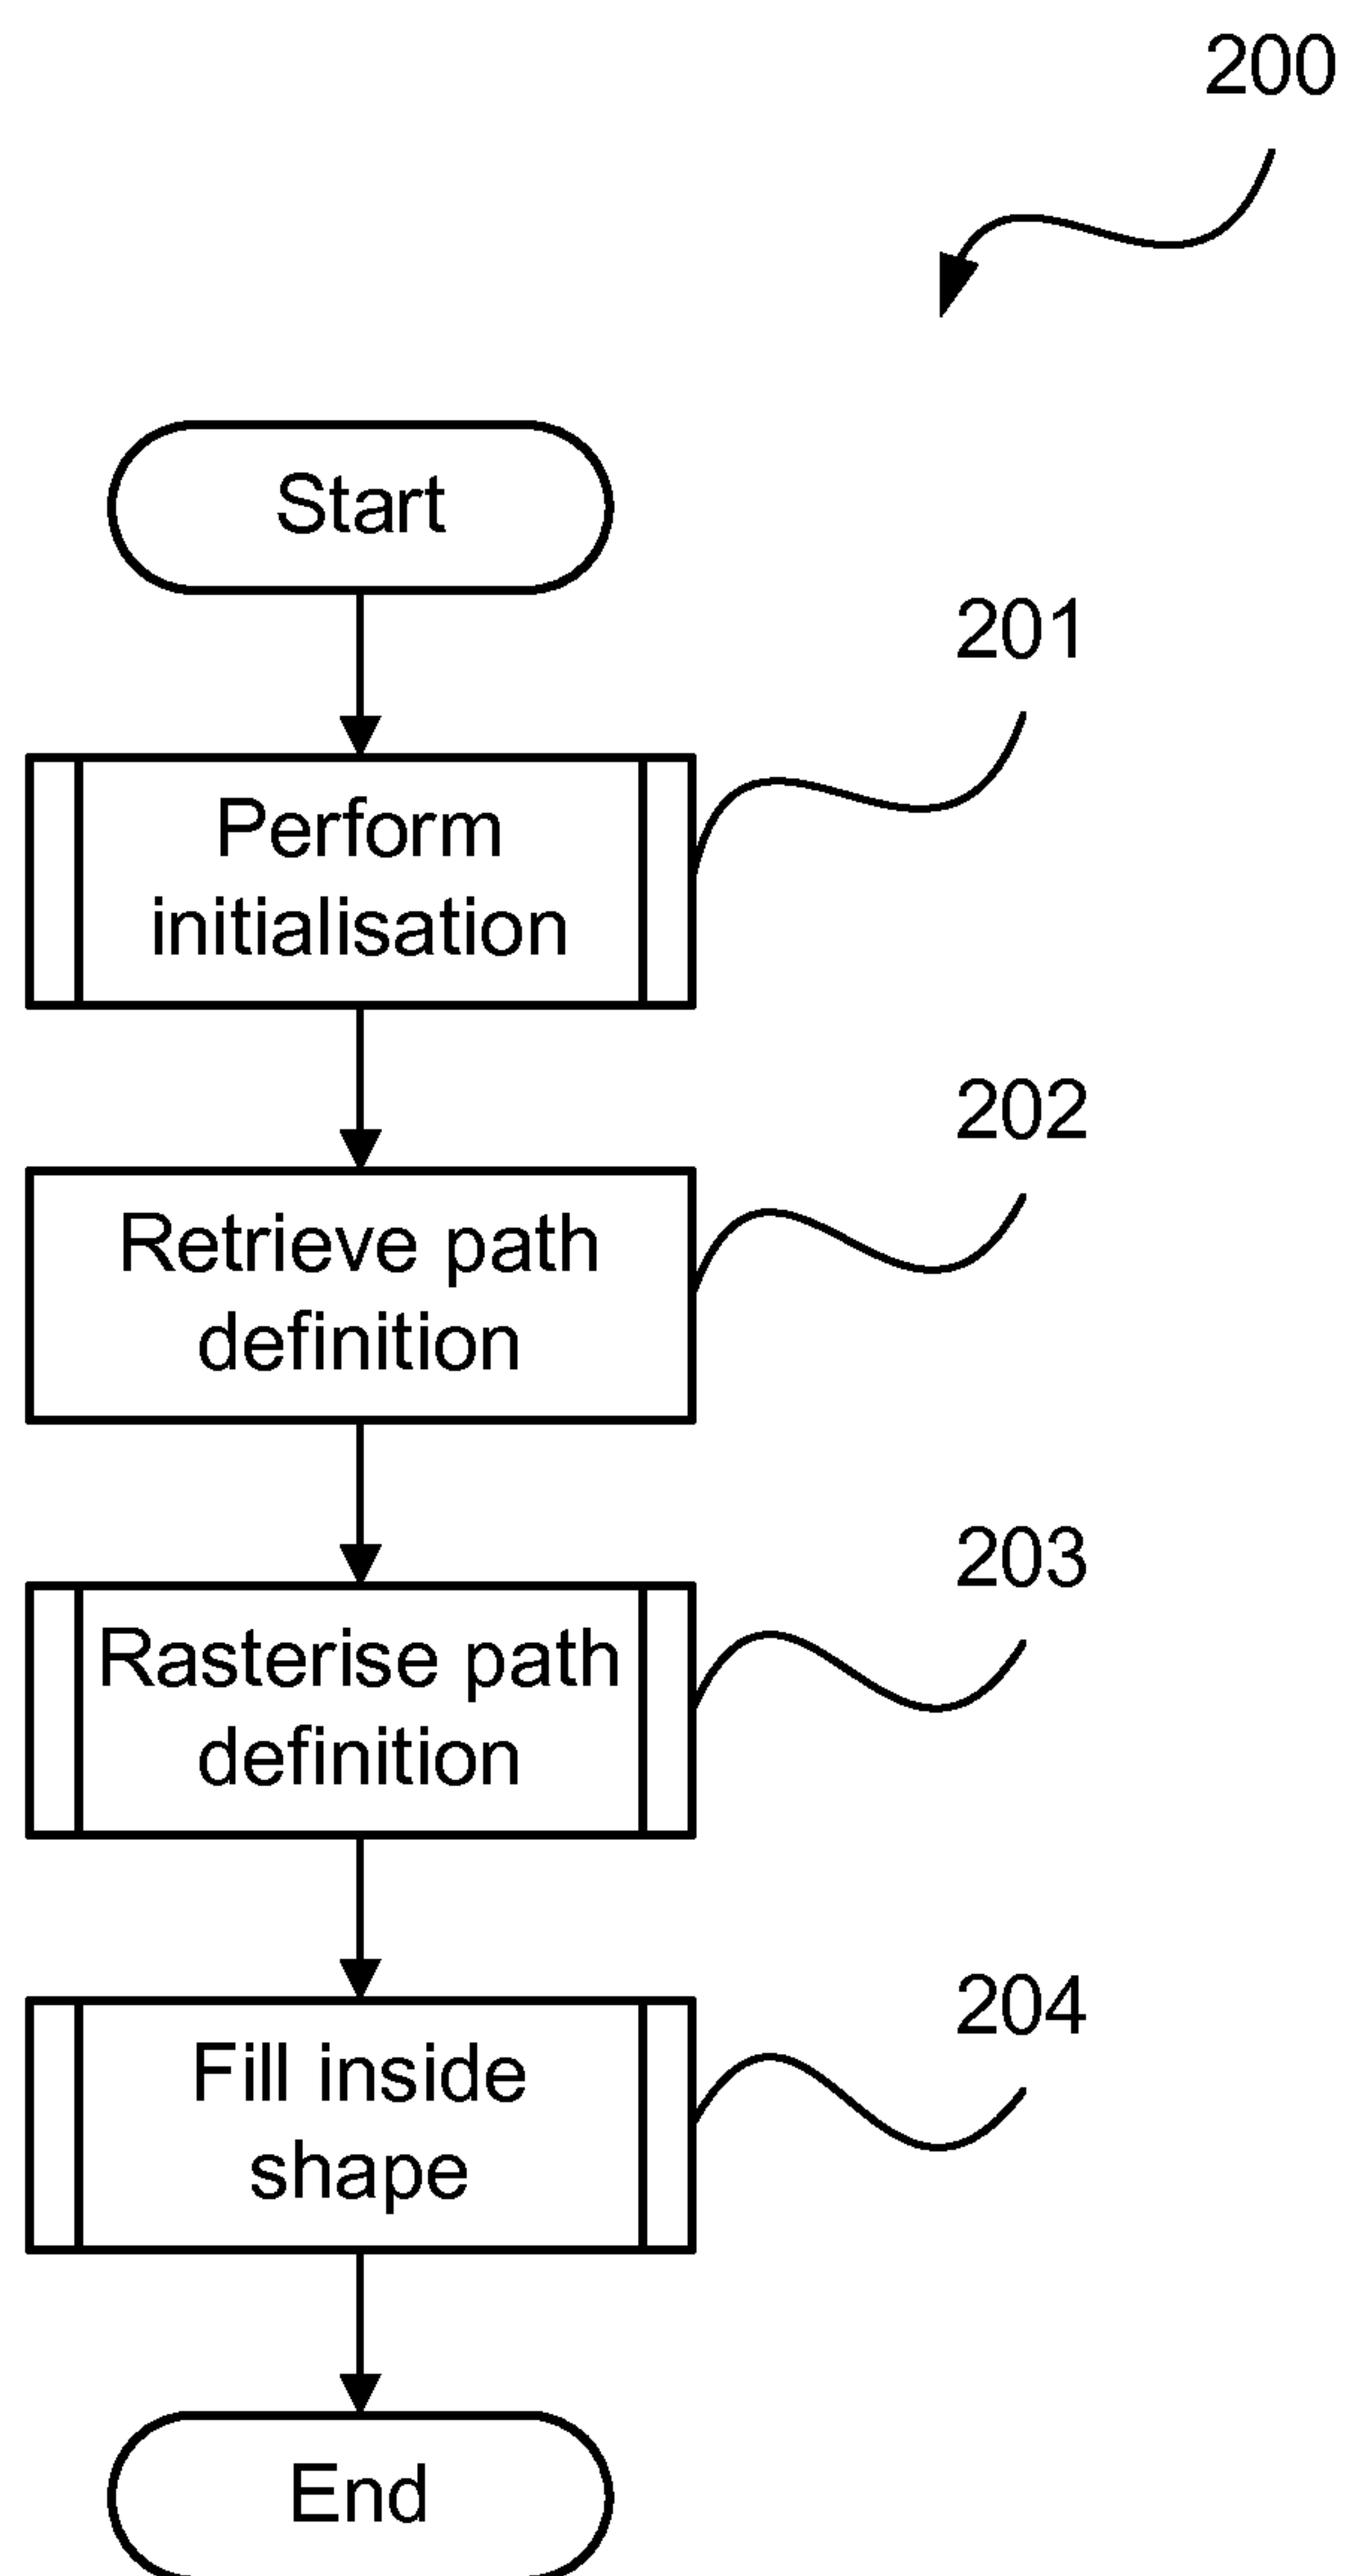 200
Start
201
Perform
initialisation
202
Retrieve path
definition
203
Rasterise path
definition
204
Fill inside
shape
End